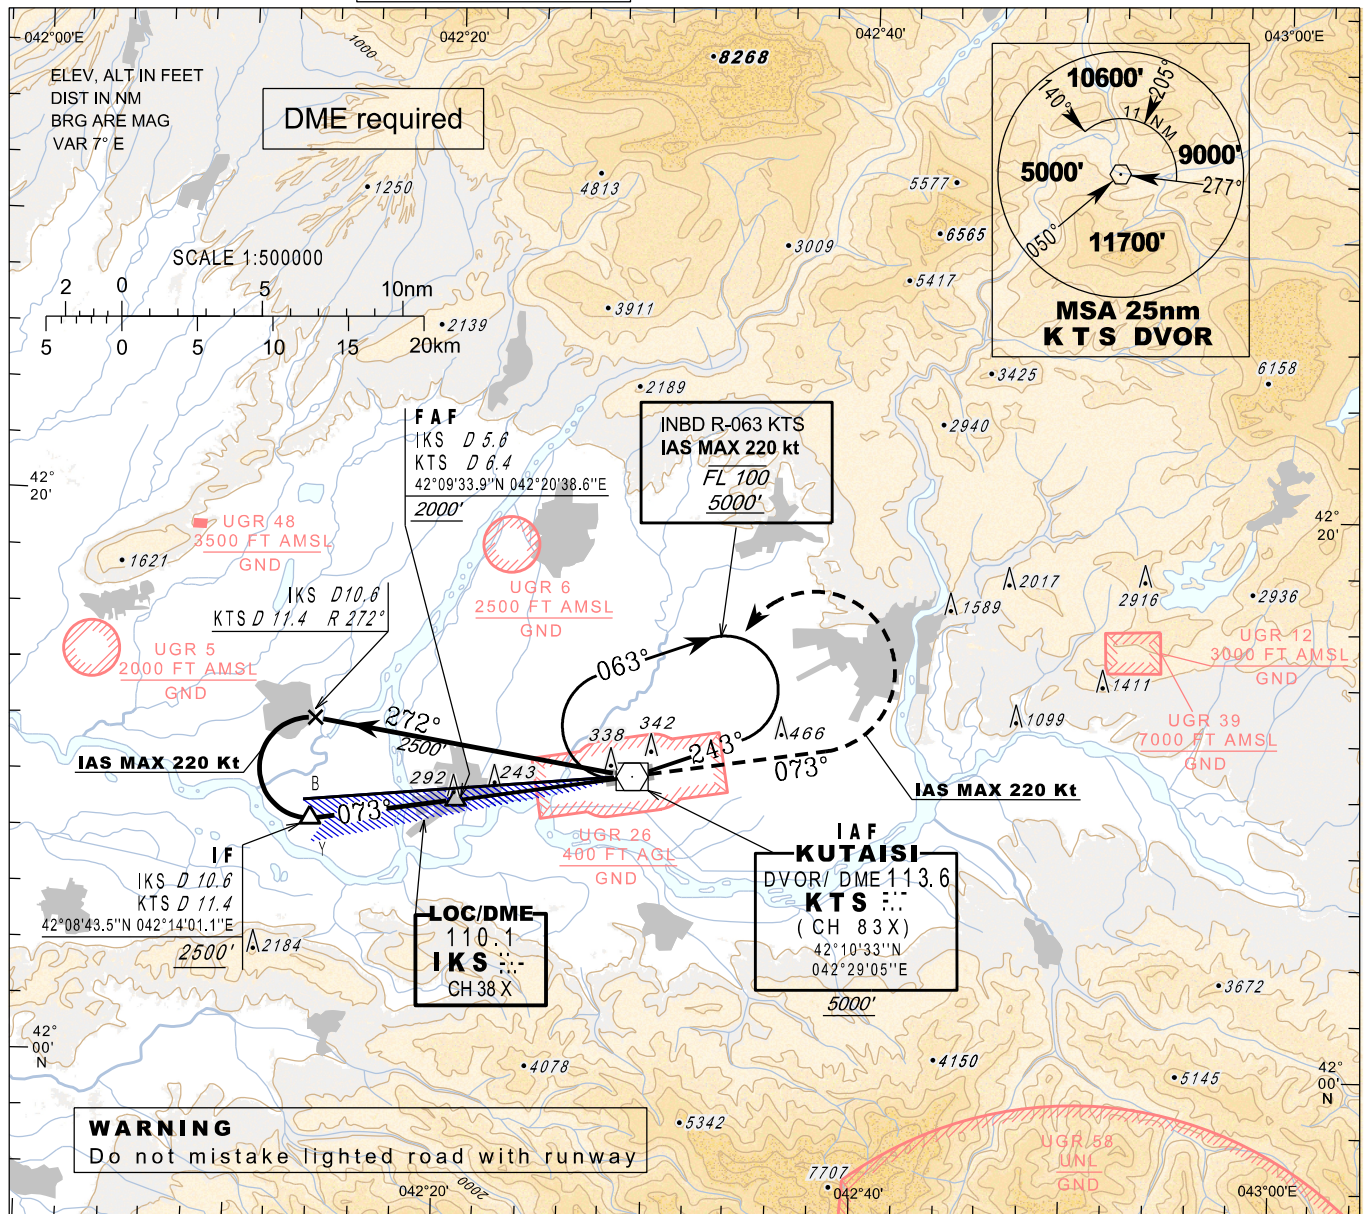 042°00'E
042°20'
042°40'
043°00'E
ELEV, ALT IN FEET
DIST IN NM
BRG ARE MAG
VAR 7° E
DME required
1000
8268
10600'
140°
205°
11 NM
9000'
5000'
277°
050°
11700'
MSA 25nm
KTS DVOR
1250
4813
5577
6565
3009
5417
SCALE 1:500000
2 0 5 10nm
5 0 5 10 15 20km
3911
2139
2189
3425
6158
2940
FAF
IKS D 5.6
KTS D 6.4
42°09'33.9"N 042°20'38.6"E
2000'
INBD R-063 KTS
IAS MAX 220 kt
FL 100
5000'
42°
20'
42°
20'
UGR 48
3500 FT AMSL
GND
1621
UGR 6
2500 FT AMSL
GND
IKS D10,6
KTS D 11.4 R 272°
UGR 5
2000 FT AMSL
GND
2017
1589
2916
2936
UGR 12
3000 FT AMSL
GND
1411
1099
UGR 39
7000 FT AMSL
GND
063°
272°
2500'
338
342
243°
466
073°
IAS MAX 220 Kt
IAS MAX 220 Kt
B
292
243
073°
Y
UGR 26
400 FT AGL
GND
IF
IKS D 10.6
KTS D 11.4
42°08'43.5"N 042°14'01.1"E
2500'
2184
LOC/DME
110.1
IKS
CH 38 X
IAF
KUTAISI
DVOR/ DME 113.6
KTS
(CH 83X)
42°10'33"N
042°29'05"E
5000'
3672
42°
00'
N
42°
00'
N
4078
4150
5145
5342
7707
UGR 58
UNL
GND
WARNING
Do not mistake lighted road with runway
042°20'
2000
042°40'
043°00'E